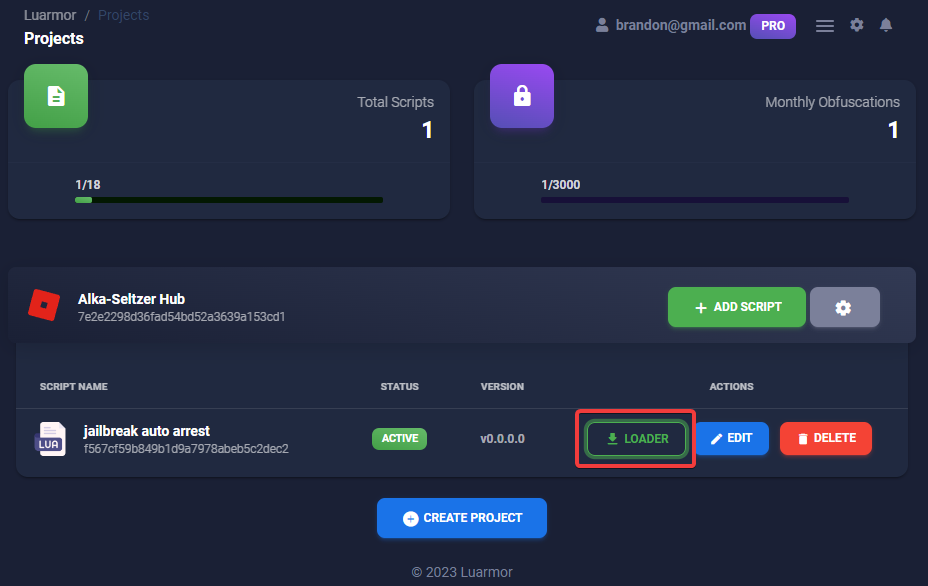 Luarmor / Projects
Projects
brandon@gmail.com PRO
Total Scripts
1
1/18
Monthly Obfuscations
1
1/3000
Alka-Seltzer Hub
7e2e2298d36fad54bd52a3639a153cd1
ADD SCRIPT
SCRIPT NAME STATUS VERSION ACTIONS
LUA
jailbreak auto arrest
f567cf59b849b1d9a7978abeb5c2dec2
ACTIVE v0.0.0.0 LOADER EDIT DELETE
CREATE PROJECT
© 2023 Luarmor